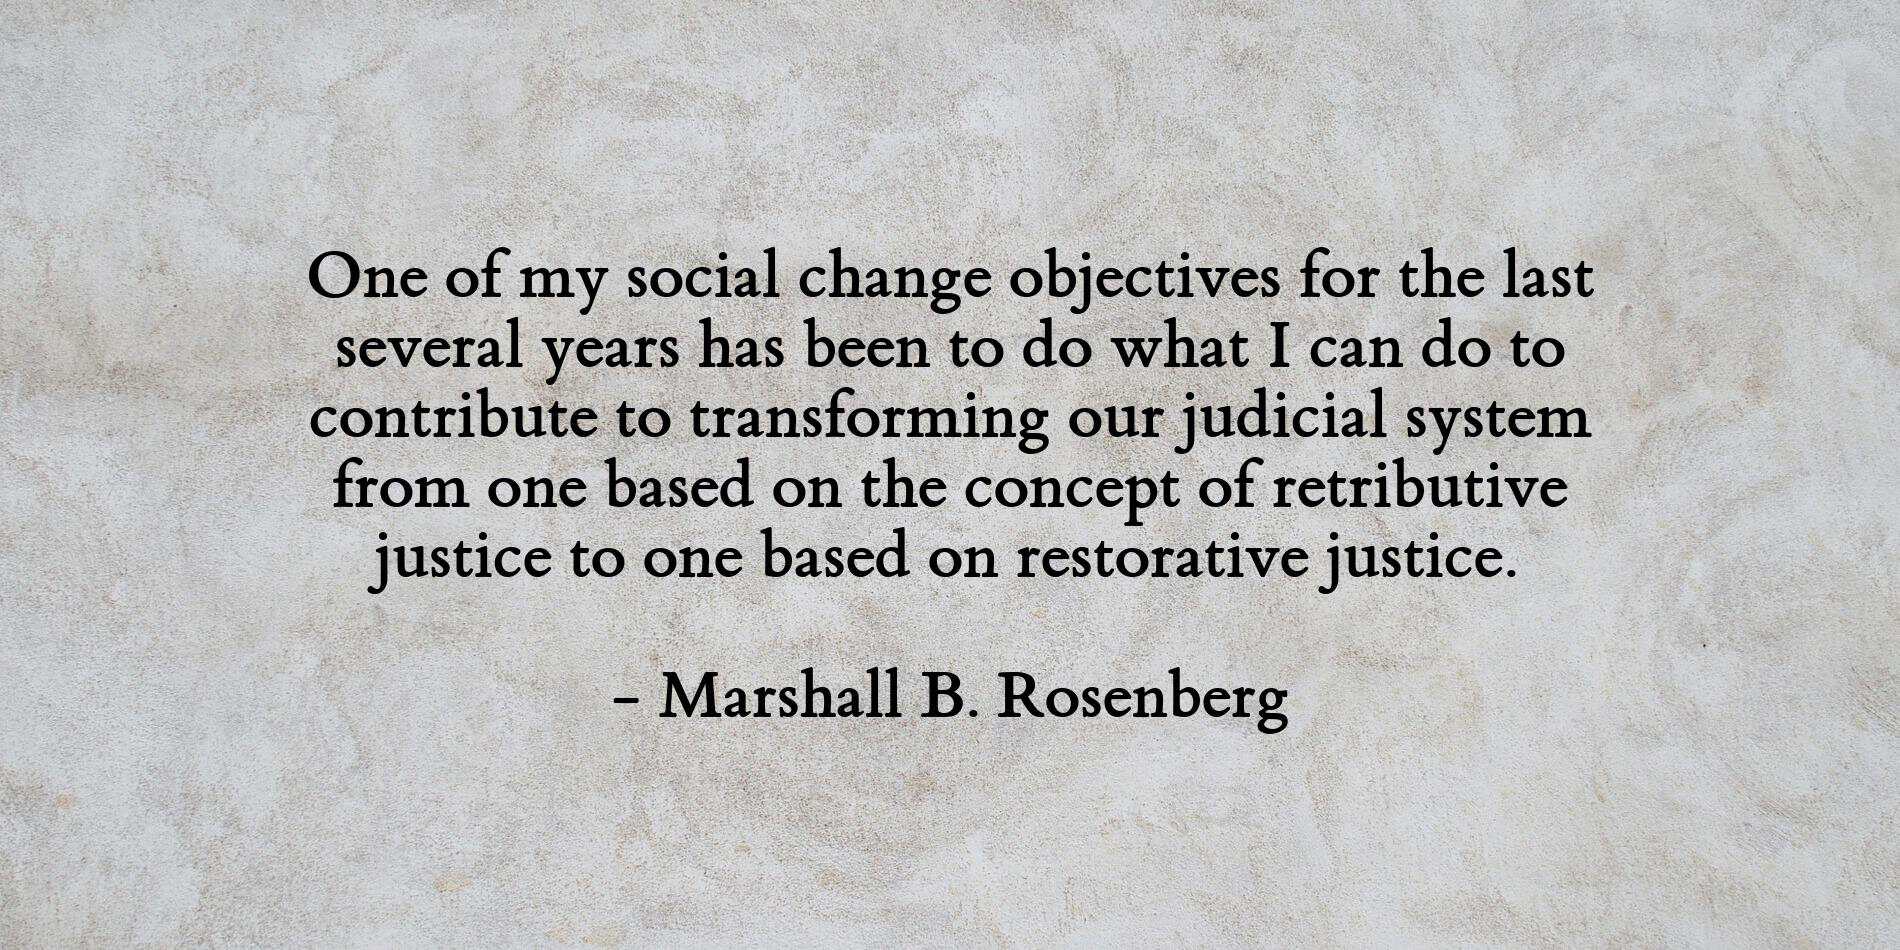 One of my social change objectives for the last
several years has been to do what I can do to
contribute to transforming our judicial system
from one based on the concept of retributive
justice to one based on restorative justice.
– Marshall B. Rosenberg